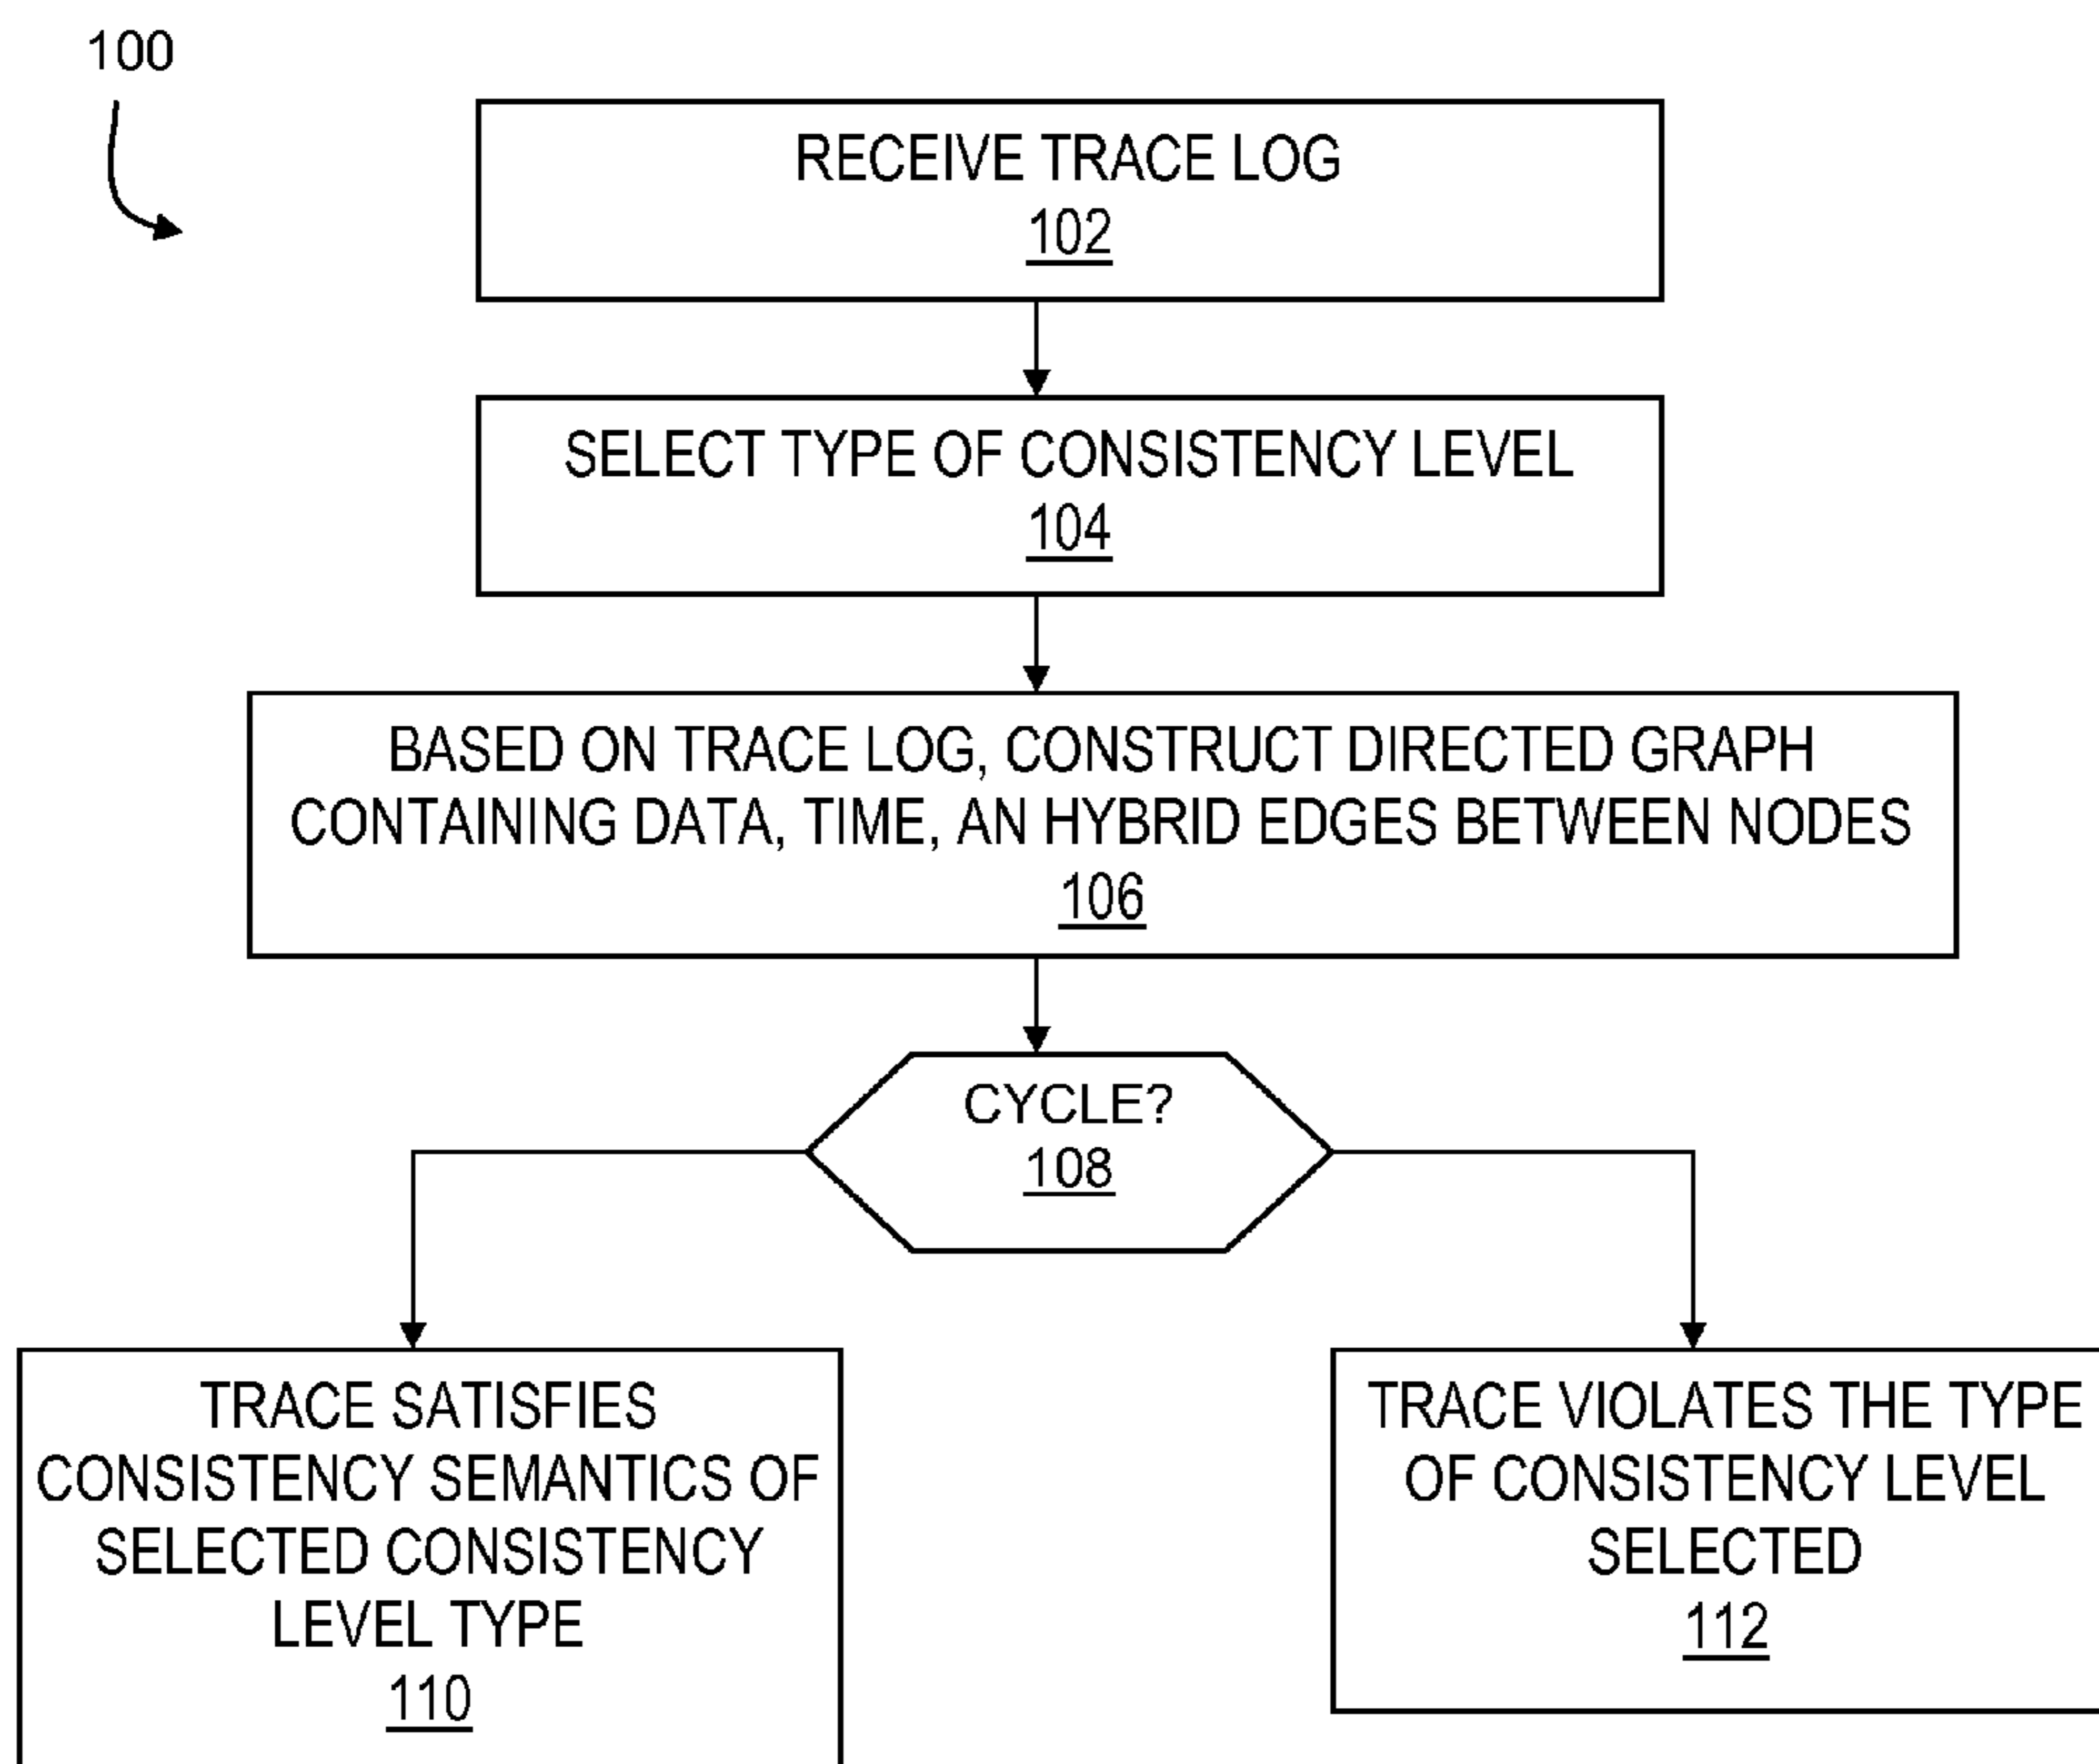 100
RECEIVE TRACE LOG
102
SELECT TYPE OF CONSISTENCY LEVEL
104
BASED ON TRACE LOG, CONSTRUCT DIRECTED GRAPH
CONTAINING DATA, TIME, AN HYBRID EDGES BETWEEN NODES
106
CYCLE?
108
TRACE SATISFIES
CONSISTENCY SEMANTICS OF
SELECTED CONSISTENCY
LEVEL TYPE
110
TRACE VIOLATES THE TYPE
OF CONSISTENCY LEVEL
SELECTED
112